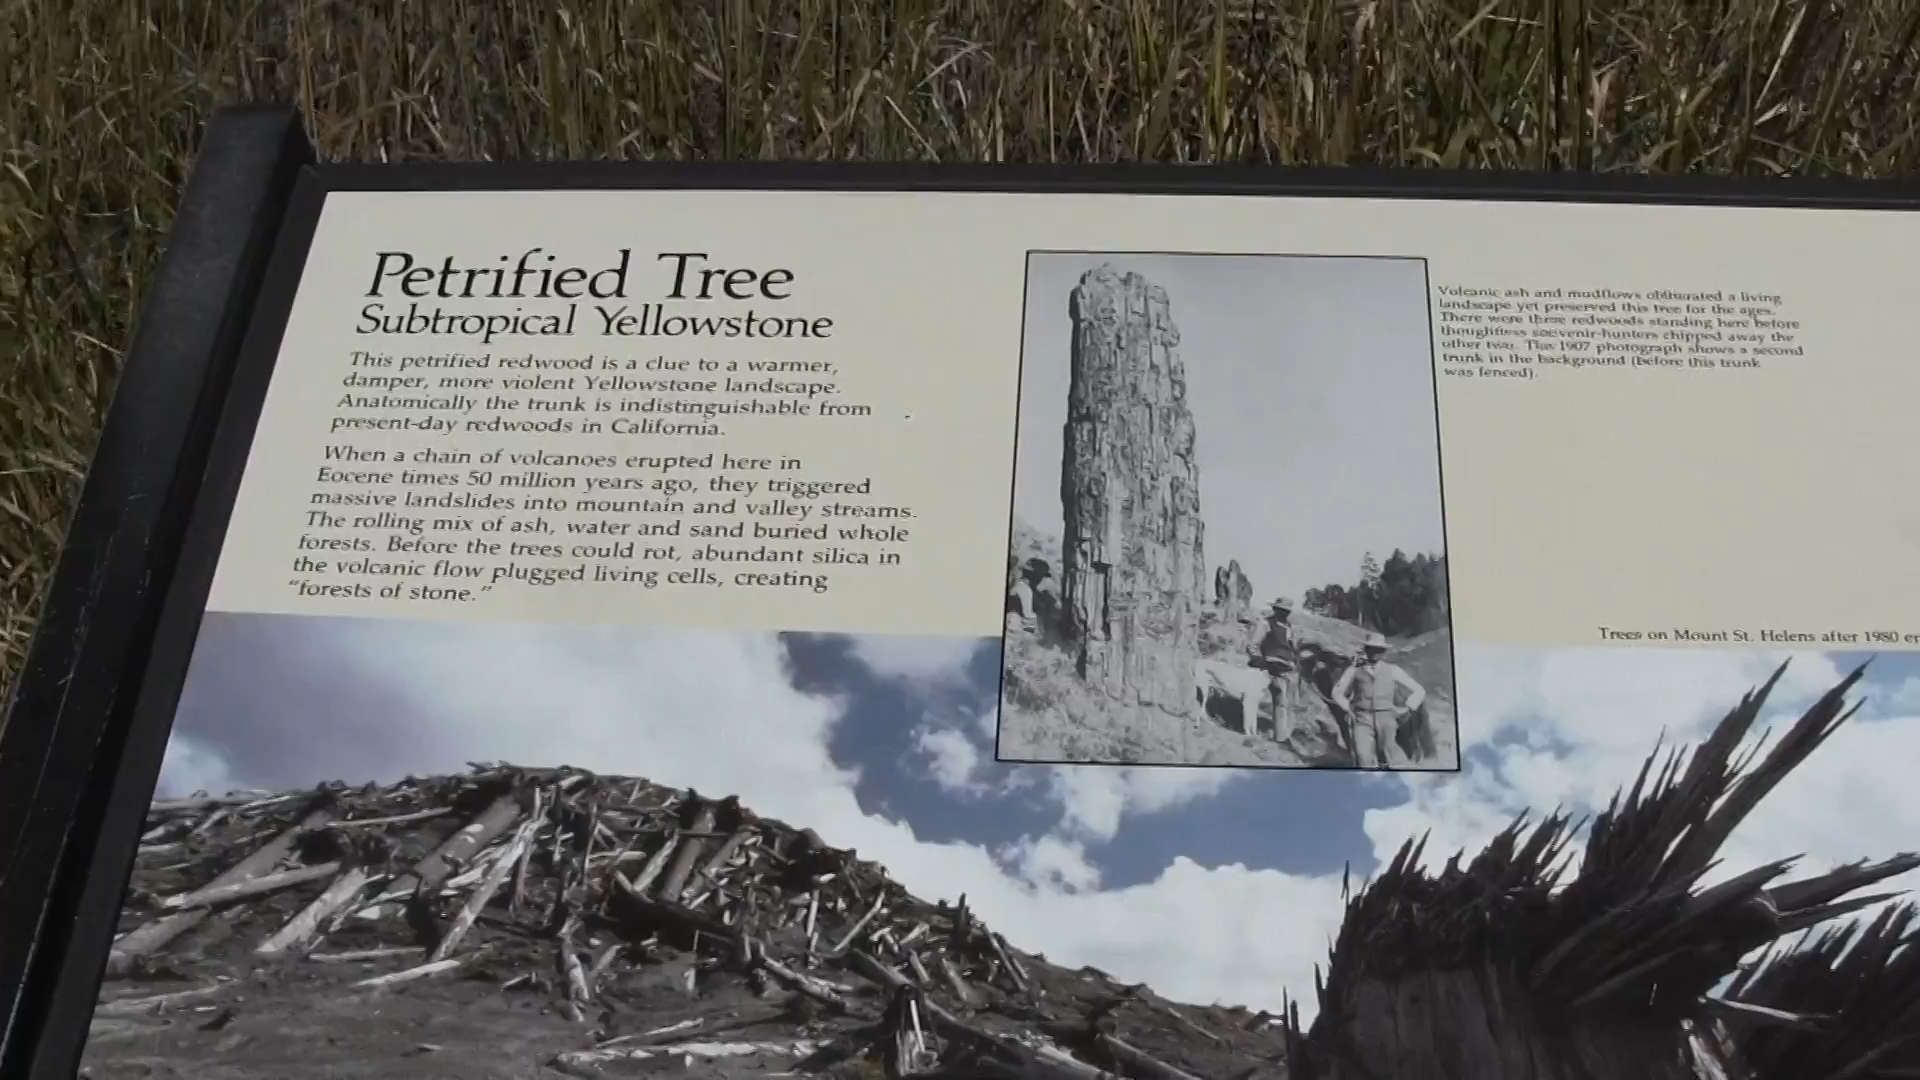 Petrified Tree
Subtropical Yellowstone
This petrified redwood is a clue to a warmer,
damper, more violent Yellowstone landscape.
Anatomically the trunk is indistinguishable from
present-day redwoods in California.
When a chain of volcanoes erupted here in
Eocene times 50 million years ago, they triggered
massive landslides into mountain and valley streams.
The rolling mix of ash, water and sand buried whole
forests. Before the trees could rot, abundant silica in
the volcanic flow plugged living cells, creating
"forests of stone."
Volcanic ash and mudflows obliterated a living
landscape yet preserved this tree for the ages.
There were three redwoods standing here before
thoughtless souvenir-hunters chipped away the
other two. The 1907 photograph shows a second
trunk in the background (before this trunk
was fenced).
Trees on Mount St. Helens after 1980 er